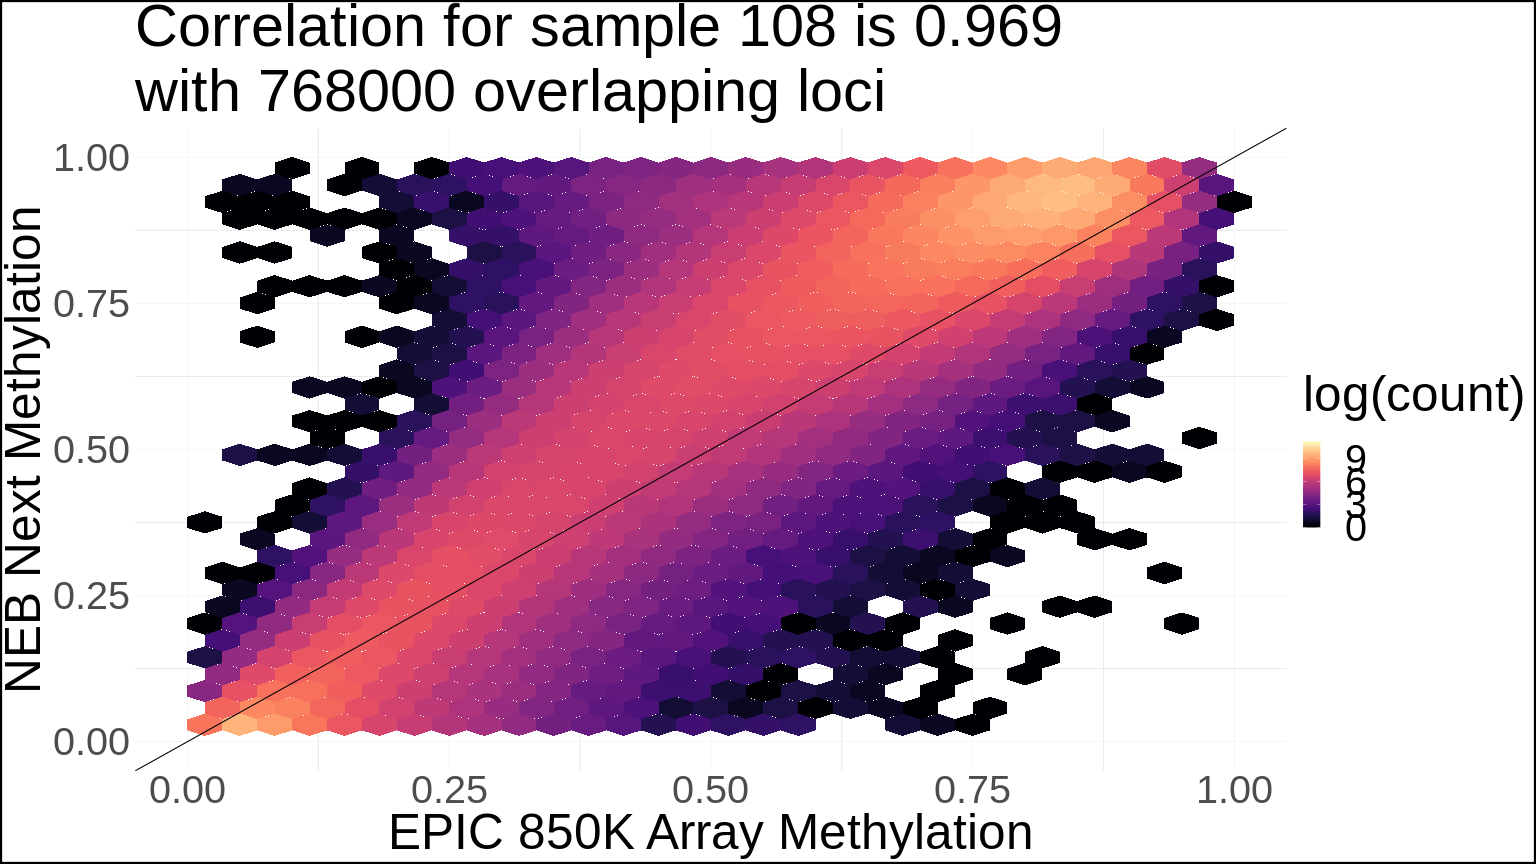 Correlation for sample 108 is 0.969
with 768000 overlapping loci
NEB Next Methylation
1.00
0.75
0.50
0.25
0.00
0.00 0.25 0.50 0.75 1.00
EPIC 850K Array Methylation
log(count)
9
6
3
0